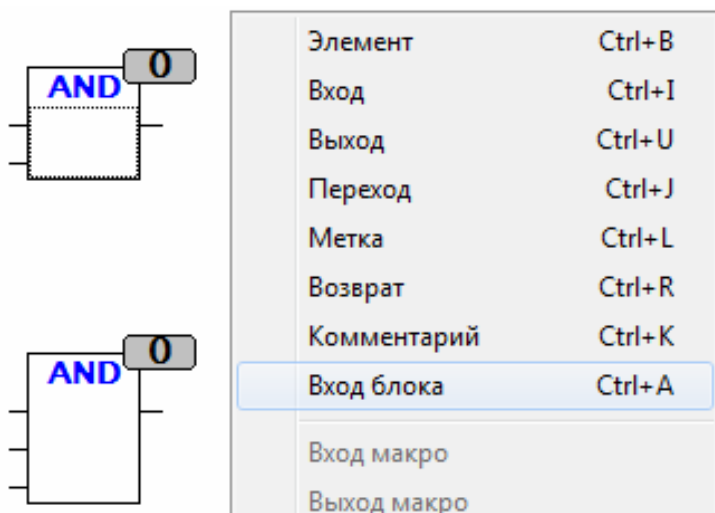 AND 0
AND 0
Элемент Ctrl+B
Вход Ctrl+I
Выход Ctrl+U
Переход Ctrl+J
Метка Ctrl+L
Возврат Ctrl+R
Комментарий Ctrl+K
Вход блока Ctrl+A
Вход макро
Выход макро